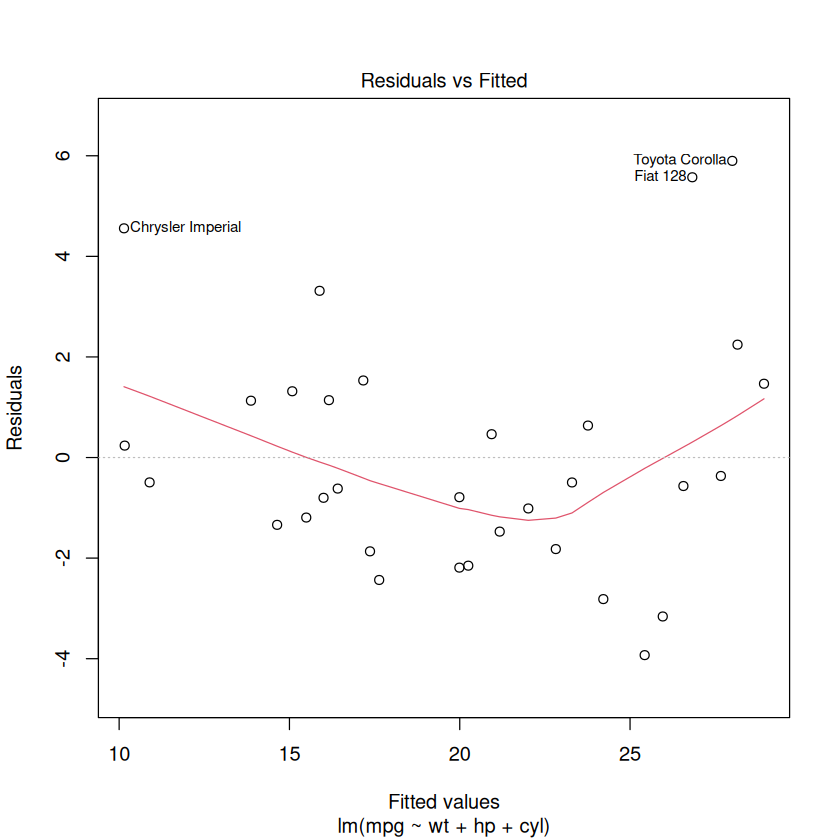 Residuals vs Fitted
Residuals
6
4
2
0
-2
-4
Toyota Corolla
Fiat 128
Chrysler Imperial
10
15
20
25
Fitted values
lm(mpg ~ wt + hp + cyl)